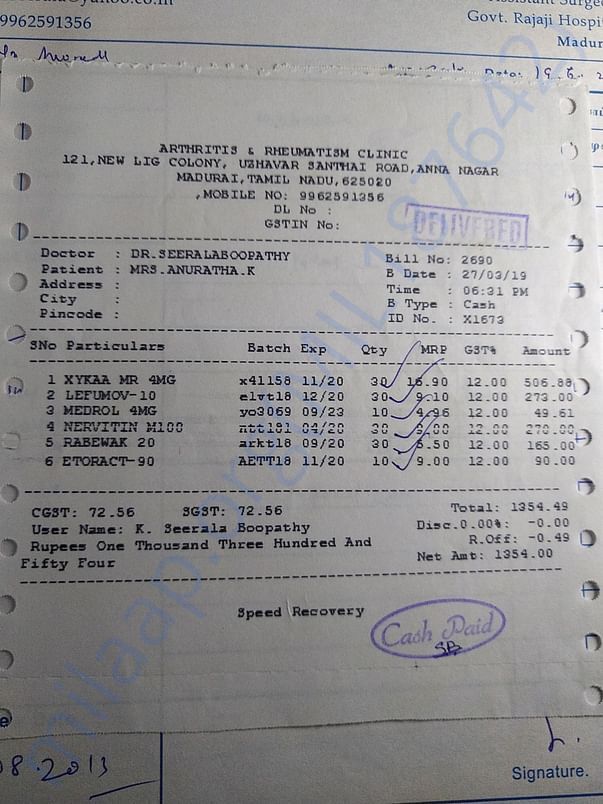 9962591356
Govt. Rajaji Hospi
Madur
ARTHRITIS & RHEUMATISM CLINIC
121,NEW LIG COLONY, UZHAVAR SANTHAI ROAD,ANNA NAGAR
MADURAI,TAMIL NADU,625020
,MOBILE NO: 9962591356
DL No :
GSTIN No:
DELIVERED
Doctor : DR.SEERALABOOPATHY
Patient : MRS.ANURATHA.K
Address :
City :
Pincode :
Bill No: 2690
B Date : 27/03/19
Time : 06:31 PM
B Type : Cash
ID No. : X1673
SNo Particulars Batch Exp Qty MRP GST% Amount
1 XYKAA MR 4MG x41158 11/20 30 16.90 12.00 506.88
2 LEFUMOV-10 elvt18 12/20 30 9.10 12.00 273.00
3 MEDROL 4MG yo3069 09/23 10 4.96 12.00 49.61
4 NERVITIN M100 ntt181 04/20 30 9.00 12.00 270.00
5 RABEWAK 20 arkt18 09/20 30 5.50 12.00 165.00
6 ETORACT-90 AETT18 11/20 10 9.00 12.00 90.00
CGST: 72.56 SGST: 72.56
User Name: K. Seerala Boopathy
Rupees One Thousand Three Hundred And
Fifty Four
Total: 1354.49
Disc.0.00%: -0.00
R.Off: -0.49
Net Amt: 1354.00
Speed Recovery
Cash Paid
08.2013
Signature.